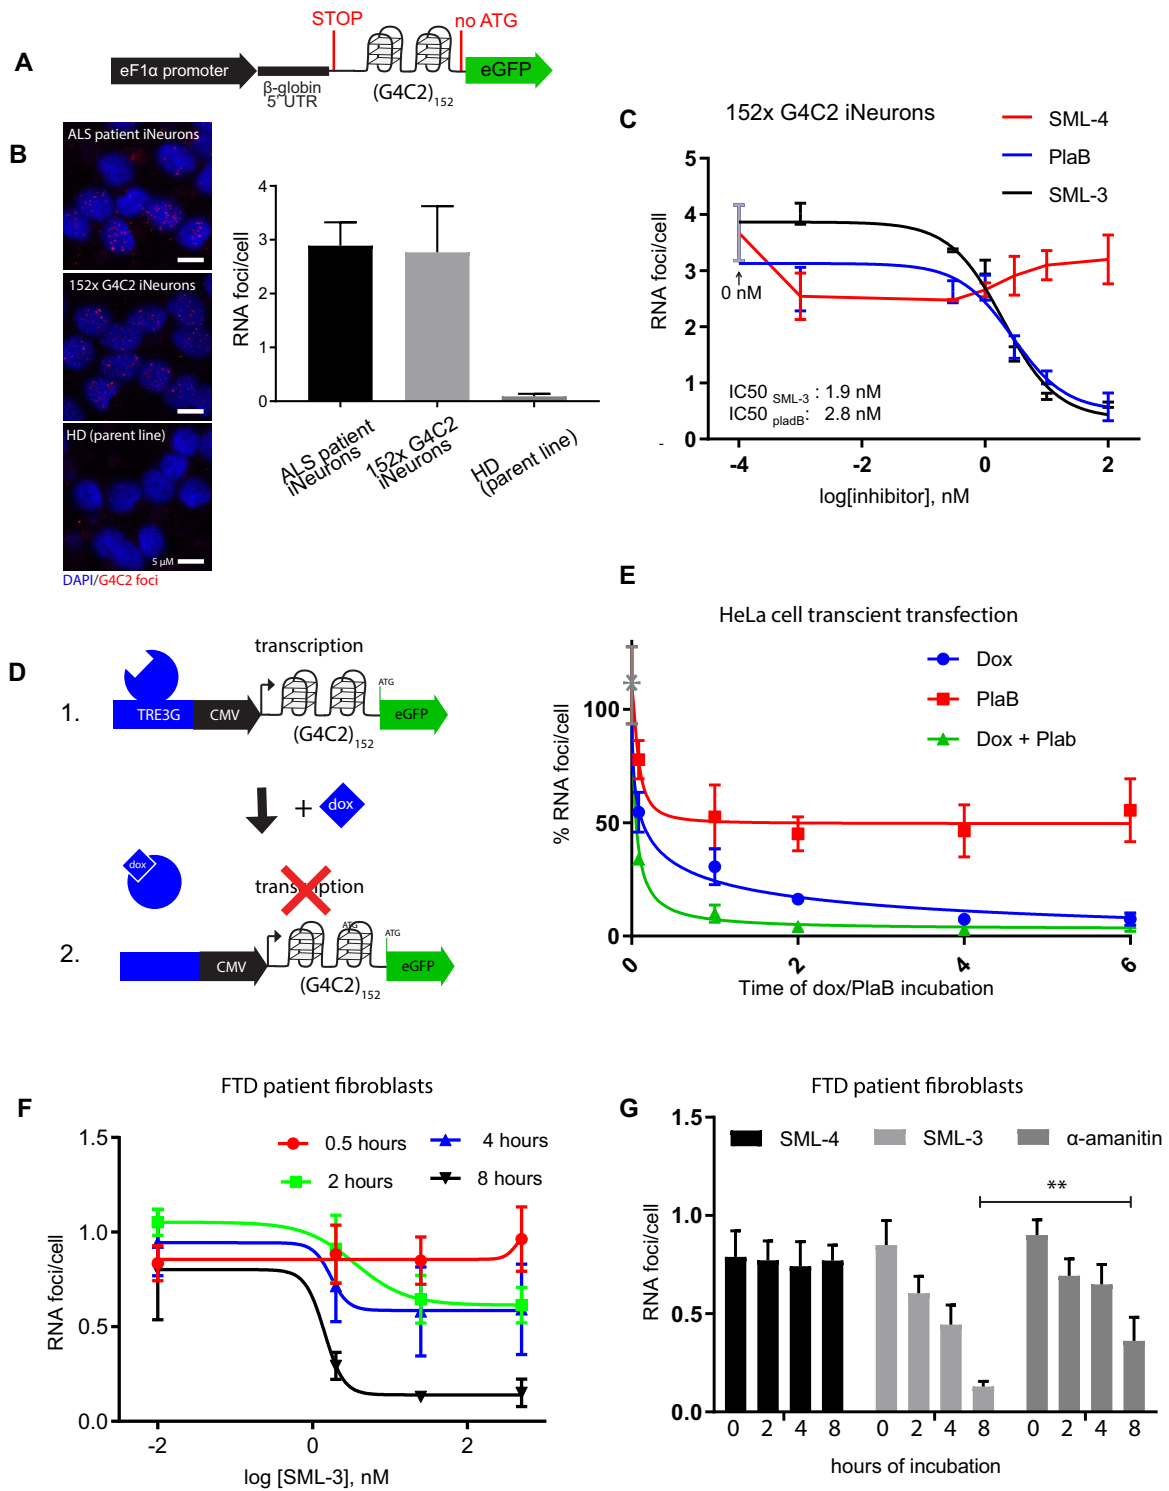 A
STOP
no ATG
eF1α promoter
eGFP
β-globin
5' UTR
(G4C2)152
B
ALS patient iNeurons
152x G4C2 iNeurons
HD (parent line)
5 µM
DAPI/G4C2 foci
RNA foci/cell
4
3
2
1
0
ALS patient
iNeurons
152x G4C2
iNeurons
HD
(parent line)
C
152x G4C2 iNeurons
SML-4
PlaB
SML-3
RNA foci/cell
5
4
3
2
1
0
0 nM
IC50 SML-3 : 1.9 nM
IC50 pladB: 2.8 nM
-
-4
-2
0
2
log[inhibitor], nM
D
transcription
1.
TRE3G
CMV
ATG
eGFP
(G4C2)152
+
dox
dox
transcription
2.
CMV
ATG
ATG
eGFP
(G4C2)152
E
HeLa cell transcient transfection
Dox
PlaB
Dox + Plab
% RNA foci/cell
100
50
0
0
2
4
6
Time of dox/PlaB incubation
F
FTD patient fibroblasts
0.5 hours
4 hours
2 hours
8 hours
RNA foci/cell
1.5
1.0
0.5
0.0
-2
0
2
log [SML-3], nM
G
FTD patient fibroblasts
SML-4
SML-3
α-amanitin
**
RNA foci/cell
1.5
1.0
0.5
0.0
0 2 4 8 0 2 4 8 0 2 4 8
hours of incubation